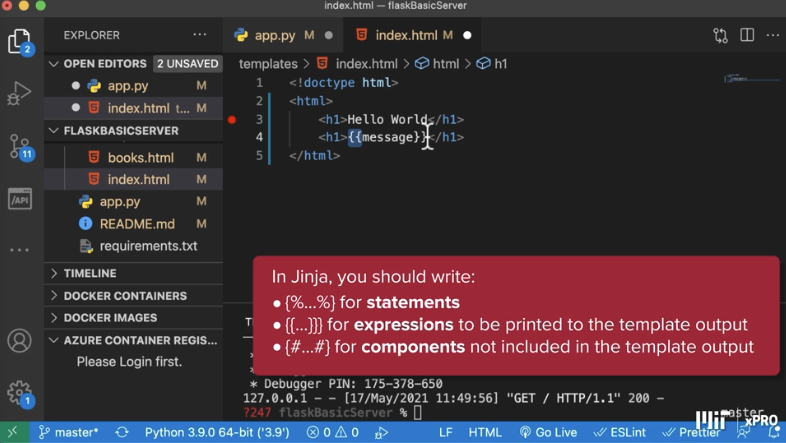 index.html — flaskBasicServer
EXPLORER ...
app.py M
index.html M
OPEN EDITORS 2 UNSAVED
app.py M
index.html t... M
FLASKBASICSERVER
books.html M
index.html M
app.py M
README.md M
requirements.txt
TIMELINE
DOCKER CONTAINERS
DOCKER IMAGES
AZURE CONTAINER REGIS...
Please Login first.
2
11
/API
1
templates > index.html > html > h1
1 <!doctype html>
2 <html>
3 <h1>Hello World</h1>
4 <h1>{{message}}</h1>
5 </html>
In Jinja, you should write:
● {%...%} for statements
● {{...}}} for expressions to be printed to the template output
● {#...#} for components not included in the template output
* Debugger PIN: 175-378-650
127.0.0.1 - - [17/May/2021 11:49:56] "GET / HTTP/1.1" 200 -
?247 flaskBasicServer %
master
MIT xPRO
master* Python 3.9.0 64-bit ('3.9') 0 0 LF HTML Go Live ESLint Prettier